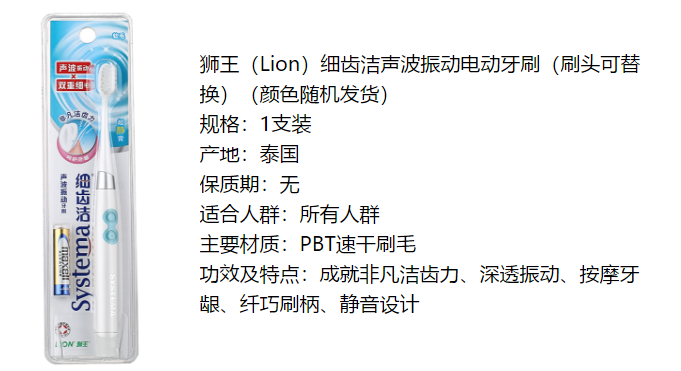 声波振动
×
双重细毛
非凡洁齿力
超静音
细齿洁
声波振动牙刷
Systema
maxell
LION 狮王
狮王（Lion）细齿洁声波振动电动牙刷（刷头可替
换）（颜色随机发货）
规格：1支装
产地：泰国
保质期：无
适合人群：所有人群
主要材质：PBT速干刷毛
功效及特点：成就非凡洁齿力、深透振动、按摩牙
龈、纤巧刷柄、静音设计